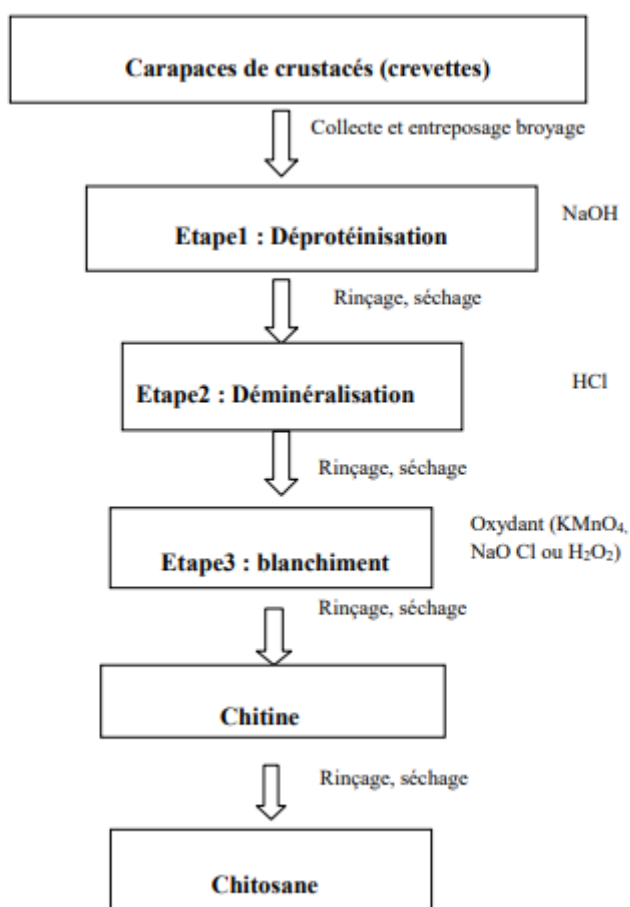 Carapaces de crustacés (crevettes)
Collecte et entreposage broyage
Etape1 : Déprotéinisation
NaOH
Rinçage, séchage
Etape2 : Déminéralisation
HCl
Rinçage, séchage
Oxydant (KMnO₄,
NaO Cl ou H₂O₂)
Etape3 : blanchiment
Rinçage, séchage
Chitine
Rinçage, séchage
Chitosane